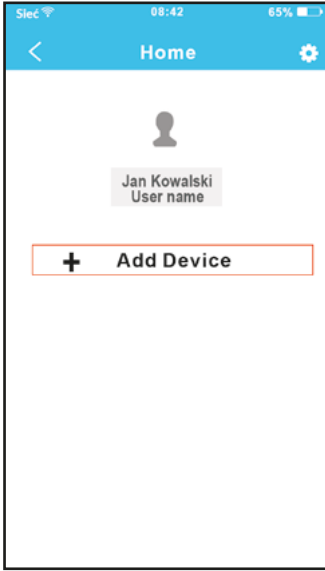 Sieć 08:42 65%
Home
Jan Kowalski
User name
+ Add Device